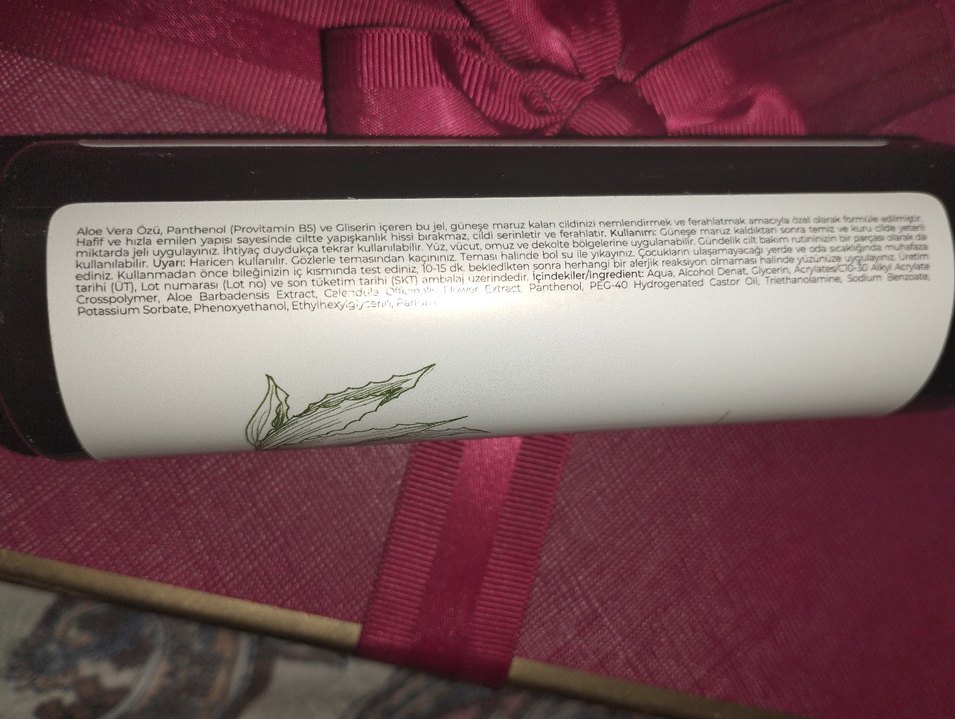 Aloe Vera Özü, Panthenol (Provitamin B5) ve Gliserin içeren bu jel, güneşe maruz kalan cildinizi nemlendirmek ve ferahlatmak amacıyla özel olarak formüle edilmiştir.
Hafif ve hızla emilen yapısı sayesinde ciltte yapışkanlık hissi bırakmaz, cildi serinletir ve ferahlatır. Kullanım: Güneşe maruz kaldıktan sonra temiz ve kuru cilde yeterli
miktarda jeli uygulayınız. İhtiyaç duydukça tekrar kullanılabilir. Yüz, vücut, omuz ve dekolte bölgelerine uygulanabilir. Gündelik cilt bakım rutininizin bir parçası olarak da
kullanılabilir. Uyarı: Haricen kullanılır. Gözlerle temasından kaçınınız. Teması halinde bol su ile yıkayınız. Çocukların ulaşamayacağı yerde ve oda sıcaklığında muhafaza
ediniz. Kullanmadan önce bileğinizin iç kısmında test ediniz, 10-15 dk. bekledikten sonra herhangi bir alerjik reaksiyon olmaması halinde yüzünüze uygulayınız. Üretim
tarihi (ÜT), Lot numarası (Lot no) ve son tüketim tarihi (SKT) ambalaj üzerindedir. İçindekiler/Ingredient: Aqua, Alcohol Denat, Glycerin, Acrylates/C10-30 Alkyl Acrylate
Crosspolymer, Aloe Barbadensis Extract, Calendula Officinalis Flower Extract, Panthenol, PEG-40 Hydrogenated Castor Oil, Triethanolamine, Sodium Benzoate,
Potassium Sorbate, Phenoxyethanol, Ethylhexylglycerin, Parfum